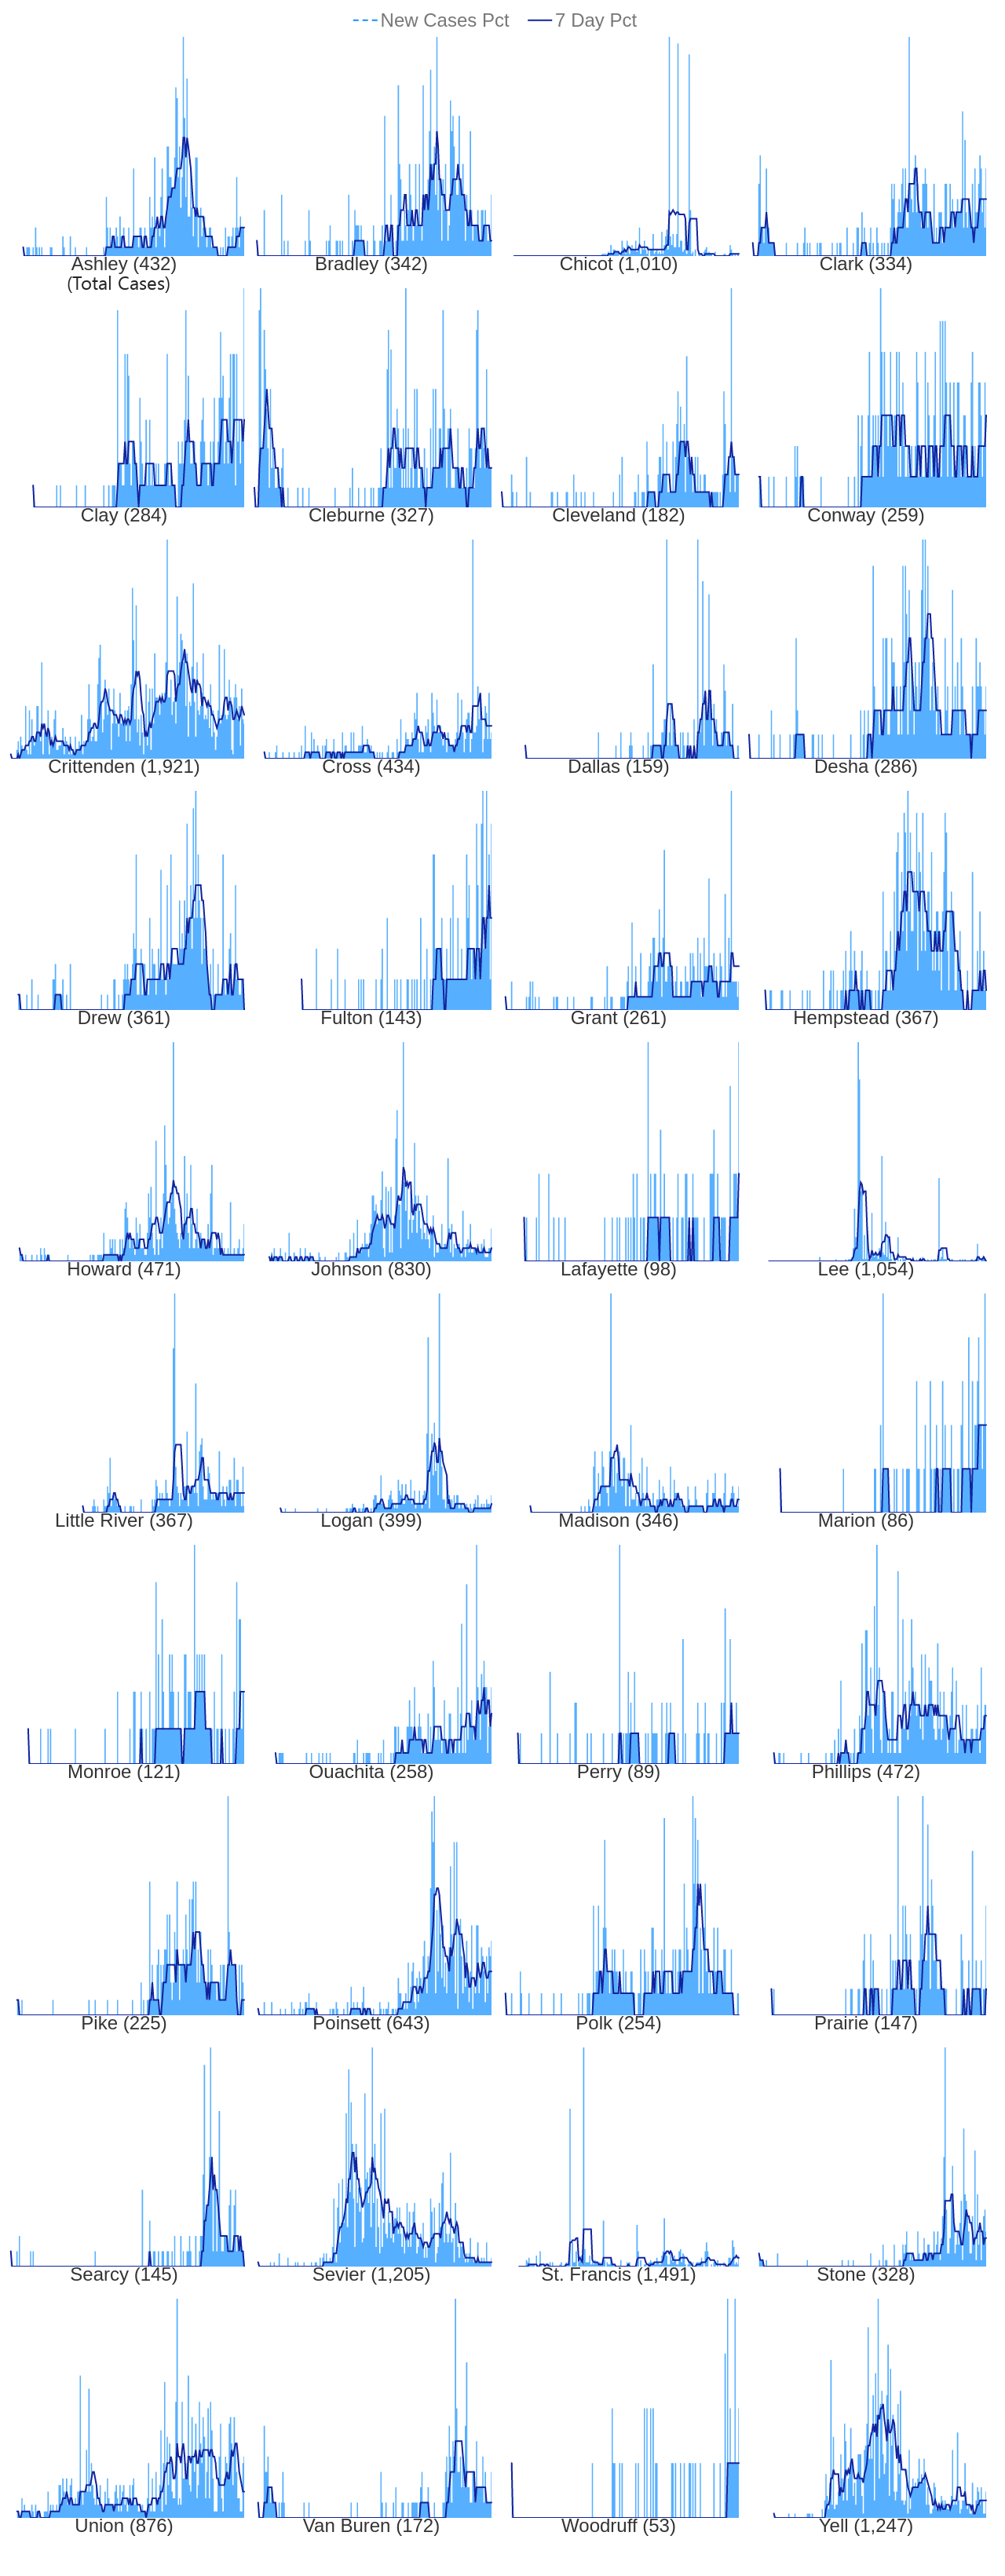 New Cases Pct 7 Day Pct
Ashley (432) Bradley (342) Chicot (1,010) Clark (334)
(Total Cases)
Clay (284) Cleburne (327) Cleveland (182) Conway (259)
Crittenden (1,921) Cross (434) Dallas (159) Desha (286)
Drew (361) Fulton (143) Grant (261) Hempstead (367)
Howard (471) Johnson (830) Lafayette (98) Lee (1,054)
Little River (367) Logan (399) Madison (346) Marion (86)
Monroe (121) Ouachita (258) Perry (89) Phillips (472)
Pike (225) Poinsett (643) Polk (254) Prairie (147)
Searcy (145) Sevier (1,205) St. Francis (1,491) Stone (328)
Union (876) Van Buren (172) Woodruff (53) Yell (1,247)